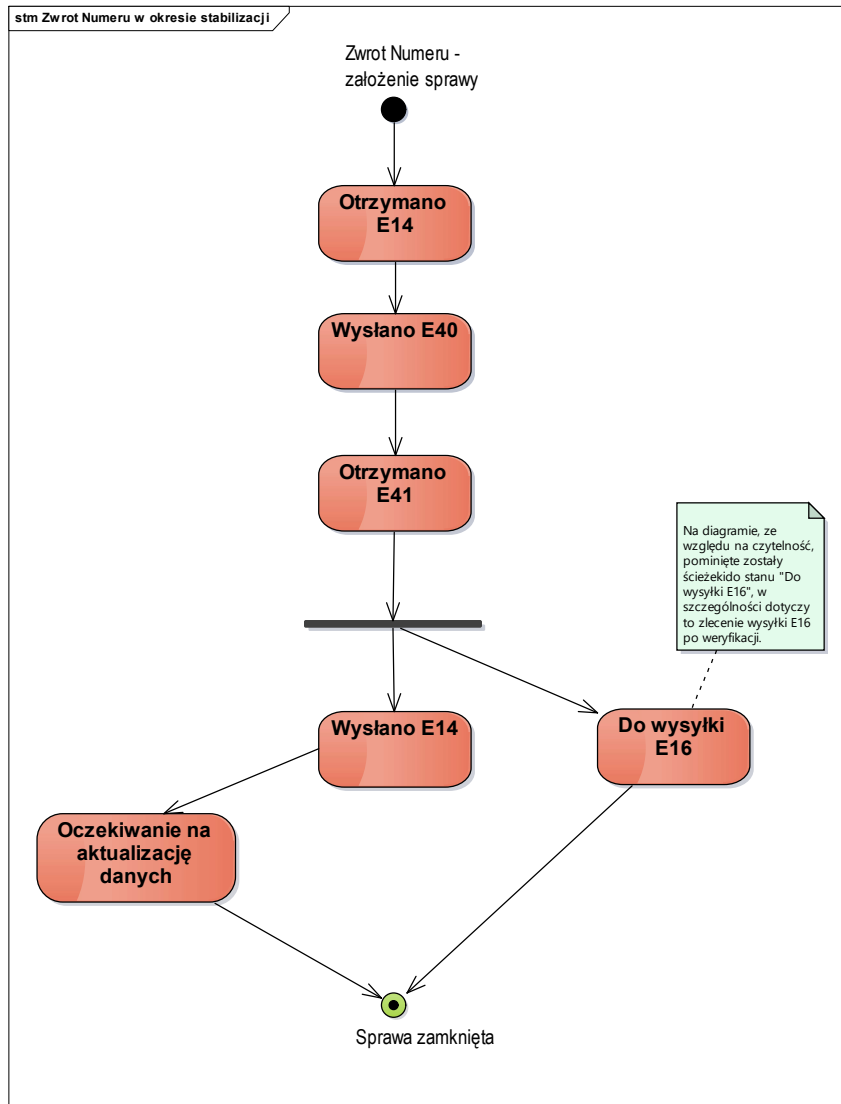 stm Zwrot Numeru w okresie stabilizacji
Zwrot Numeru -
założenie sprawy
Otrzymano
E14
Wysłano E40
Otrzymano
E41
Na diagramie, ze
względu na czytelność,
pominięte zostały
ścieżekido stanu "Do
wysyłki E16", w
szczególności dotyczy
to zlecenie wysyłki E16
po weryfikacji.
Wysłano E14
Do wysyłki
E16
Oczekiwanie na
aktualizację
danych
Sprawa zamknięta